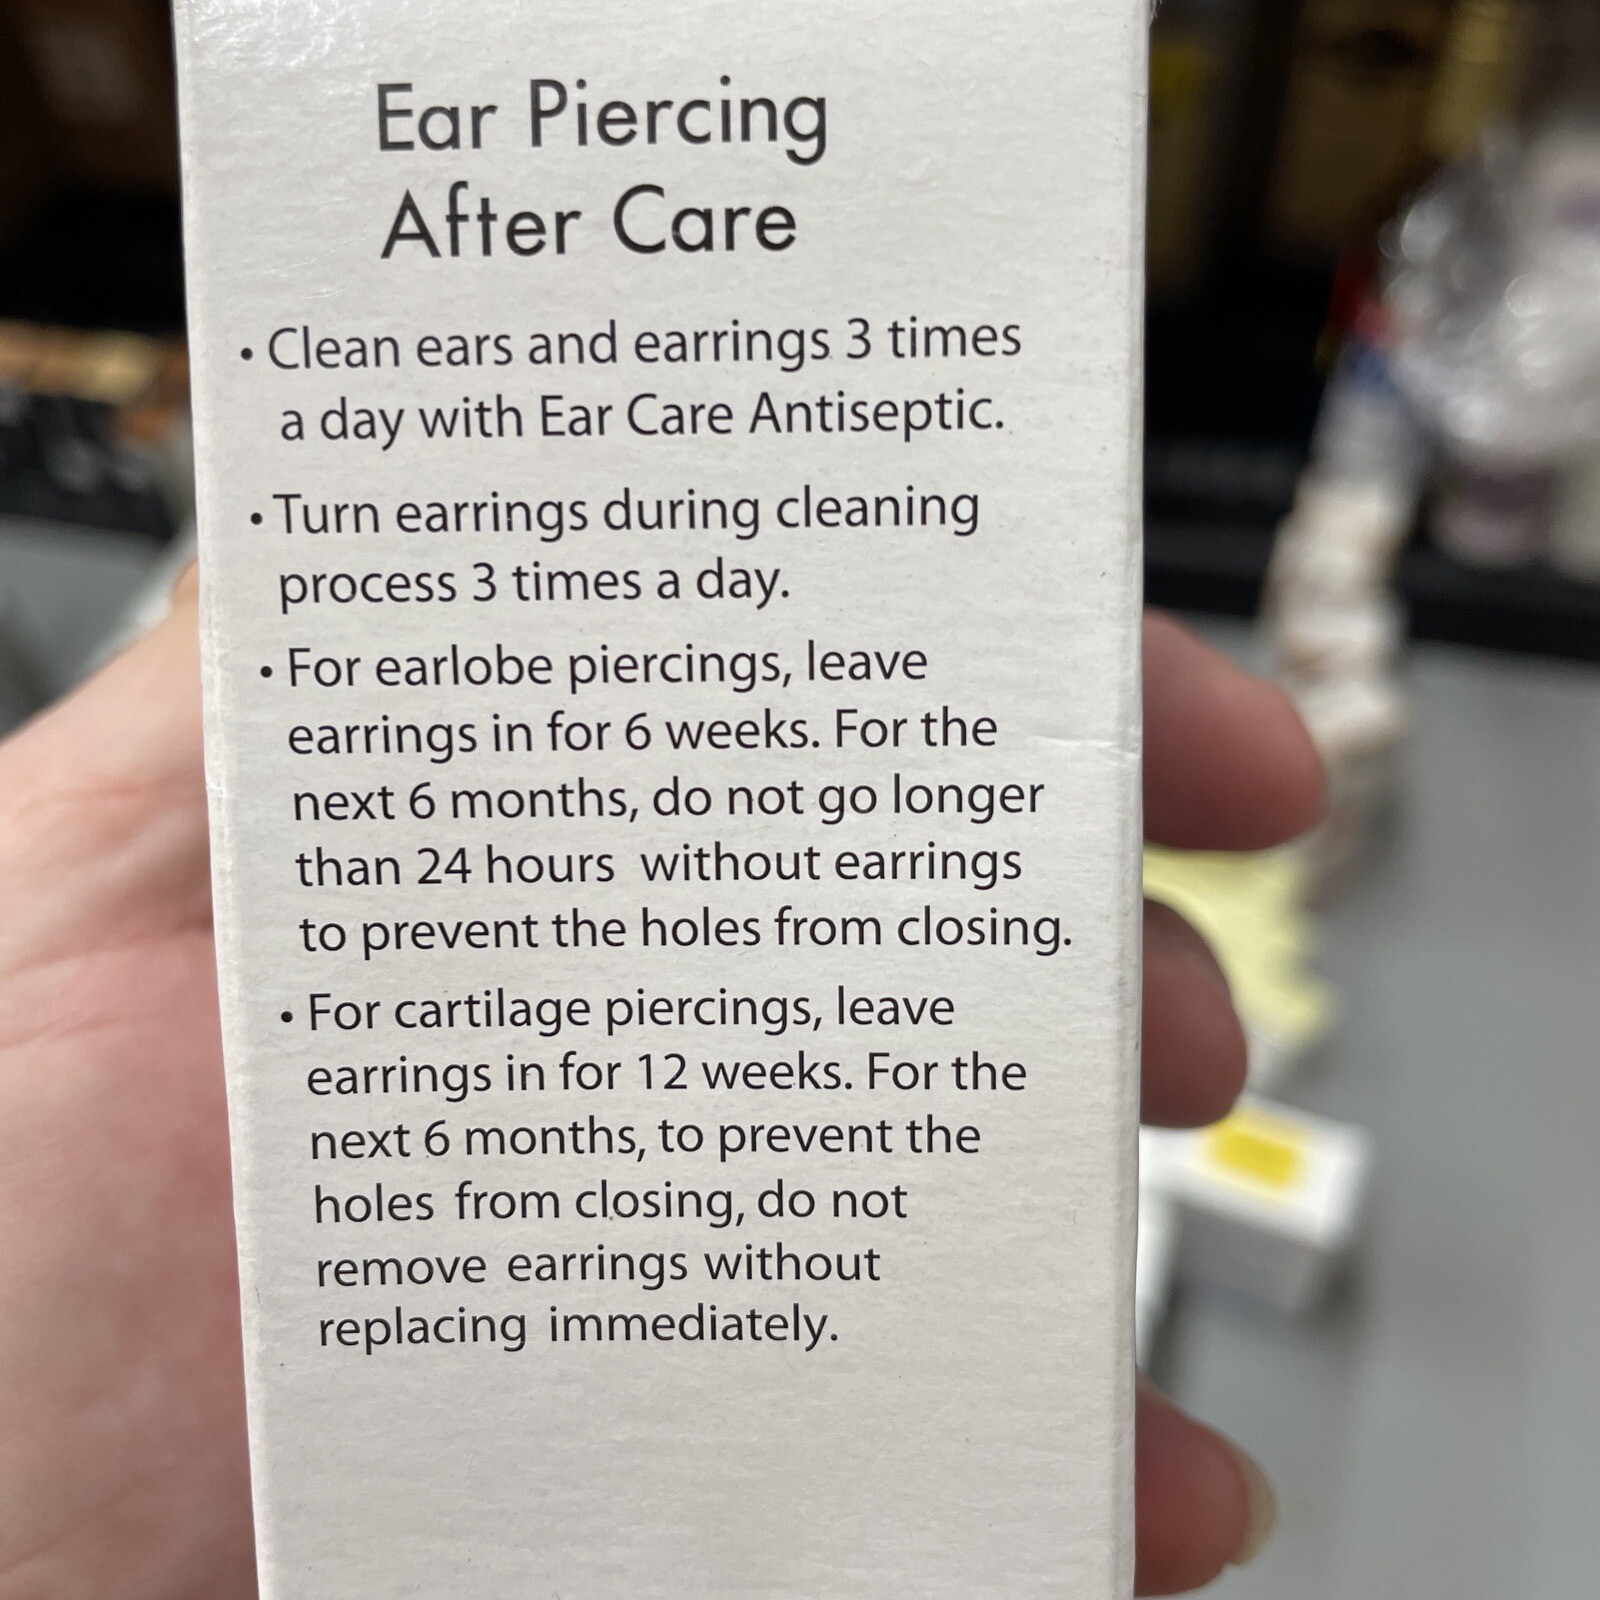 Ear Piercing
After Care
• Clean ears and earrings 3 times
a day with Ear Care Antiseptic.
• Turn earrings during cleaning
process 3 times a day.
• For earlobe piercings, leave
earrings in for 6 weeks. For the
next 6 months, do not go longer
than 24 hours without earrings
to prevent the holes from closing.
• For cartilage piercings, leave
earrings in for 12 weeks. For the
next 6 months, to prevent the
holes from closing, do not
remove earrings without
replacing immediately.